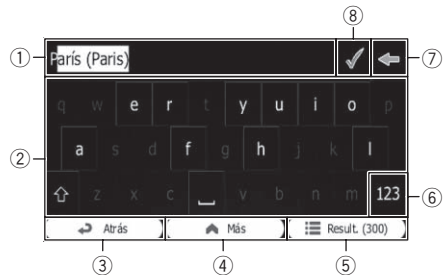 ⑧
① París (Paris) ⑦
q w e r t y u i o p
② a s d f g h j k l
z x c v b n m 123 ⑥
Atrás Más Result. (300)
③ ④ ⑤